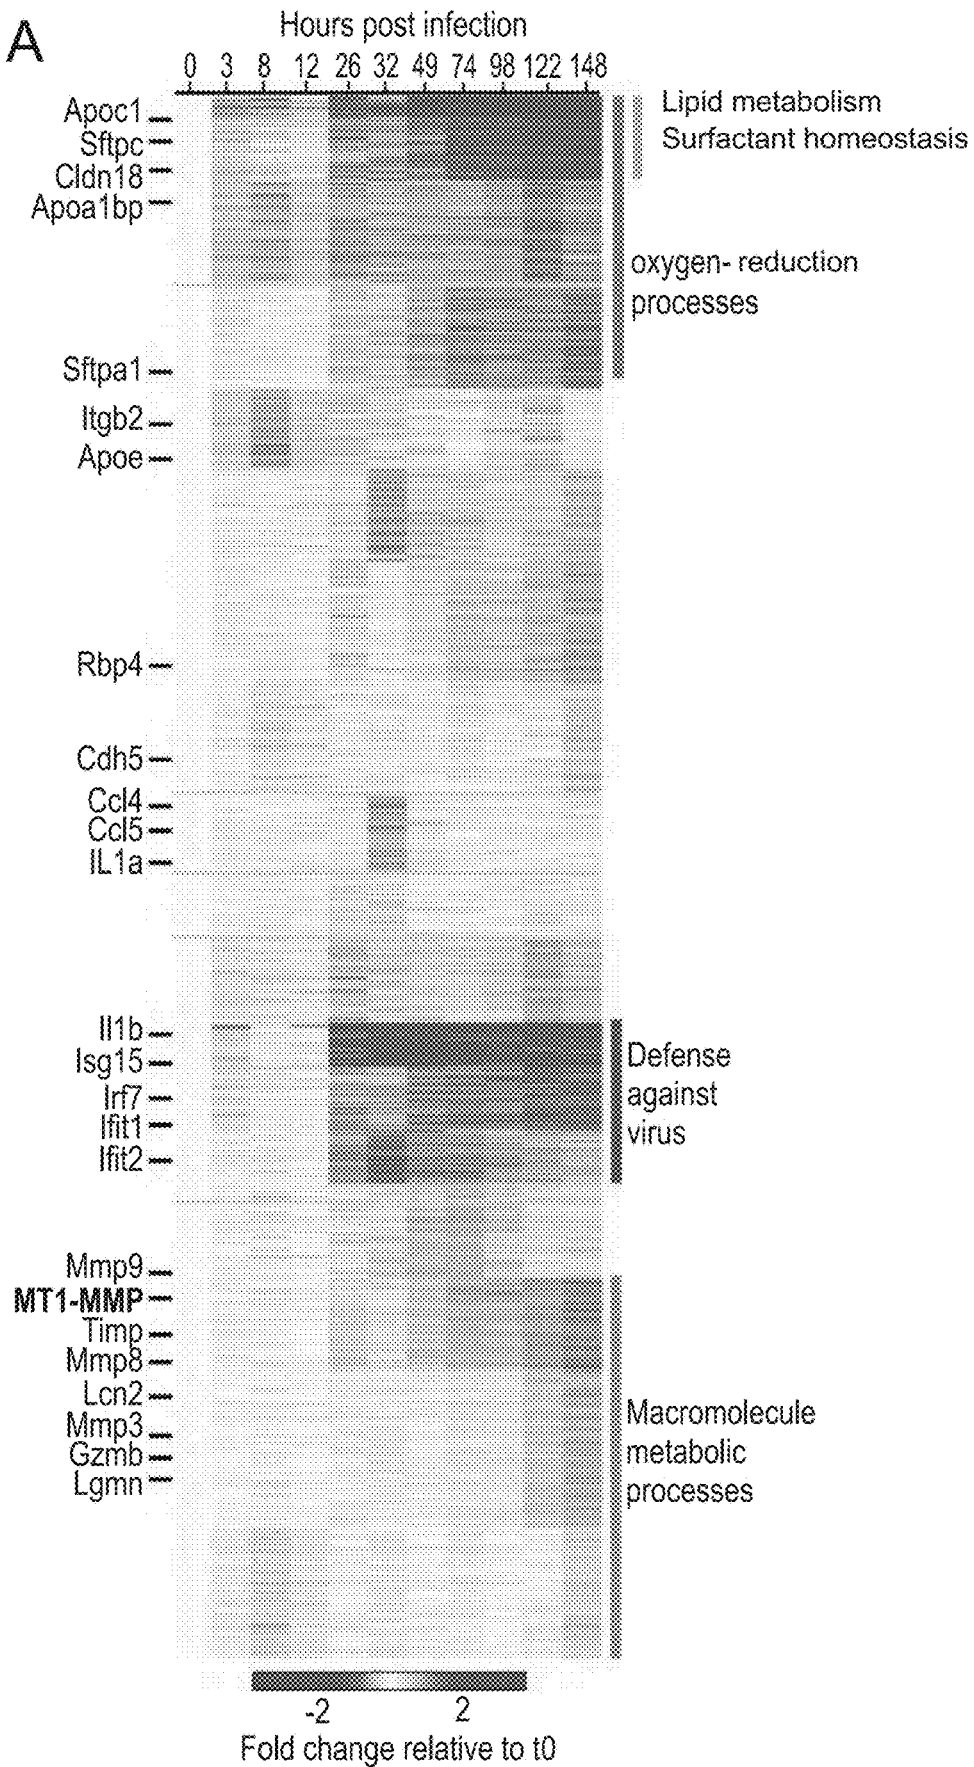 A
Hours post infection
0 3 8 12 26 32 49 74 98 122 148
Apoc1
Sftpc
Cldn18
Apoa1bp
Sftpa1
Itgb2
Apoe
Rbp4
Cdh5
Ccl4
Ccl5
IL1a
Il1b
Isg15
Irf7
Ifit1
Ifit2
Mmp9
MT1-MMP
Timp
Mmp8
Lcn2
Mmp3
Gzmb
Lgmn
Lipid metabolism
Surfactant homeostasis
oxygen- reduction
processes
Defense
against
virus
Macromolecule
metabolic
processes
-2 2
Fold change relative to t0